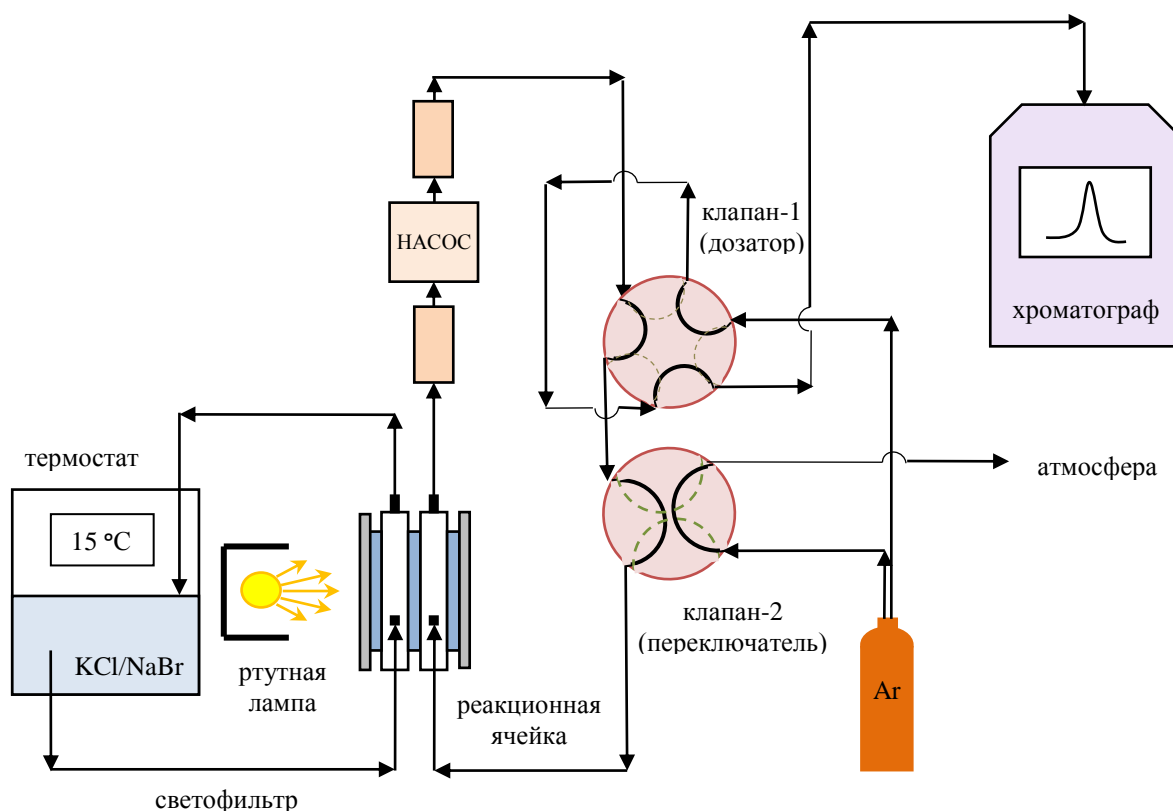 клапан-1
(дозатор)
НАСОС
хроматограф
термостат
15 °С
атмосфера
KCl/NaBr
ртутная
лампа
реакционная
ячейка
клапан-2
(переключатель)
Ar
светофильтр